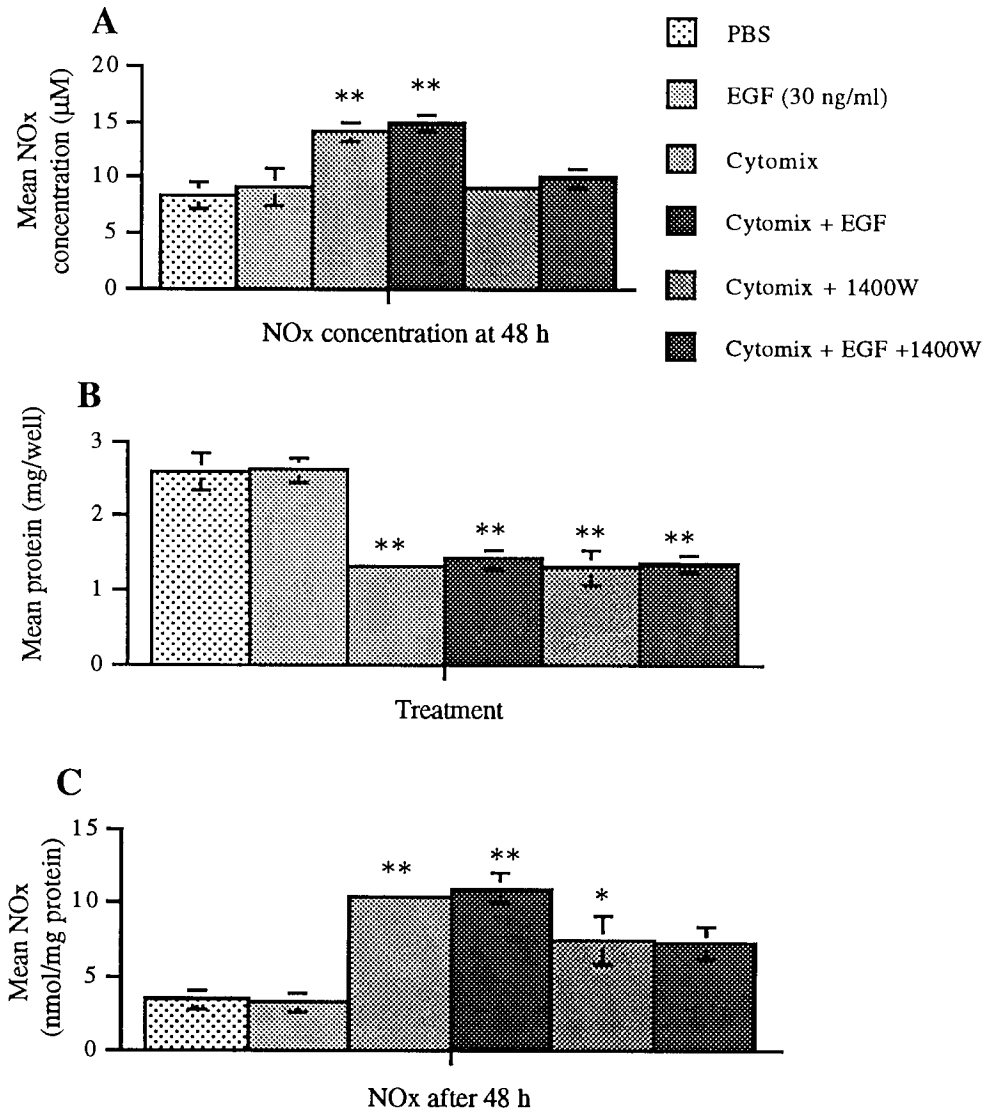 A
20
15
10
5
0
Mean NOx
concentration (µM)
**
**
NOx concentration at 48 h
PBS
EGF (30 ng/ml)
Cytomix
Cytomix + EGF
Cytomix + 1400W
Cytomix + EGF +1400W
B
3
2
1
0
Mean protein (mg/well)
**
**
**
**
Treatment
C
15
10
5
0
Mean NOx
(nmol/mg protein)
**
**
*
NOx after 48 h